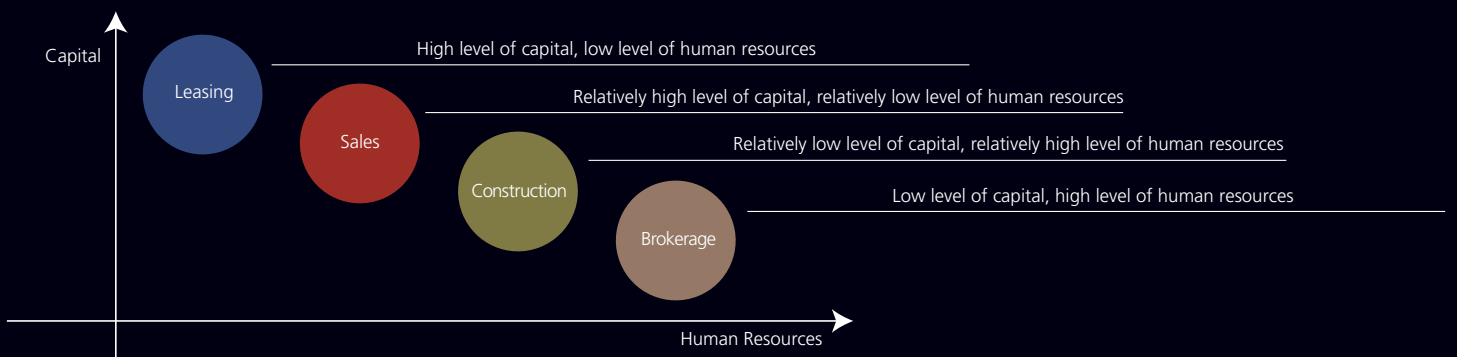 Capital
High level of capital, low level of human resources
Leasing
Relatively high level of capital, relatively low level of human resources
Sales
Relatively low level of capital, relatively high level of human resources
Construction
Low level of capital, high level of human resources
Brokerage
Human Resources